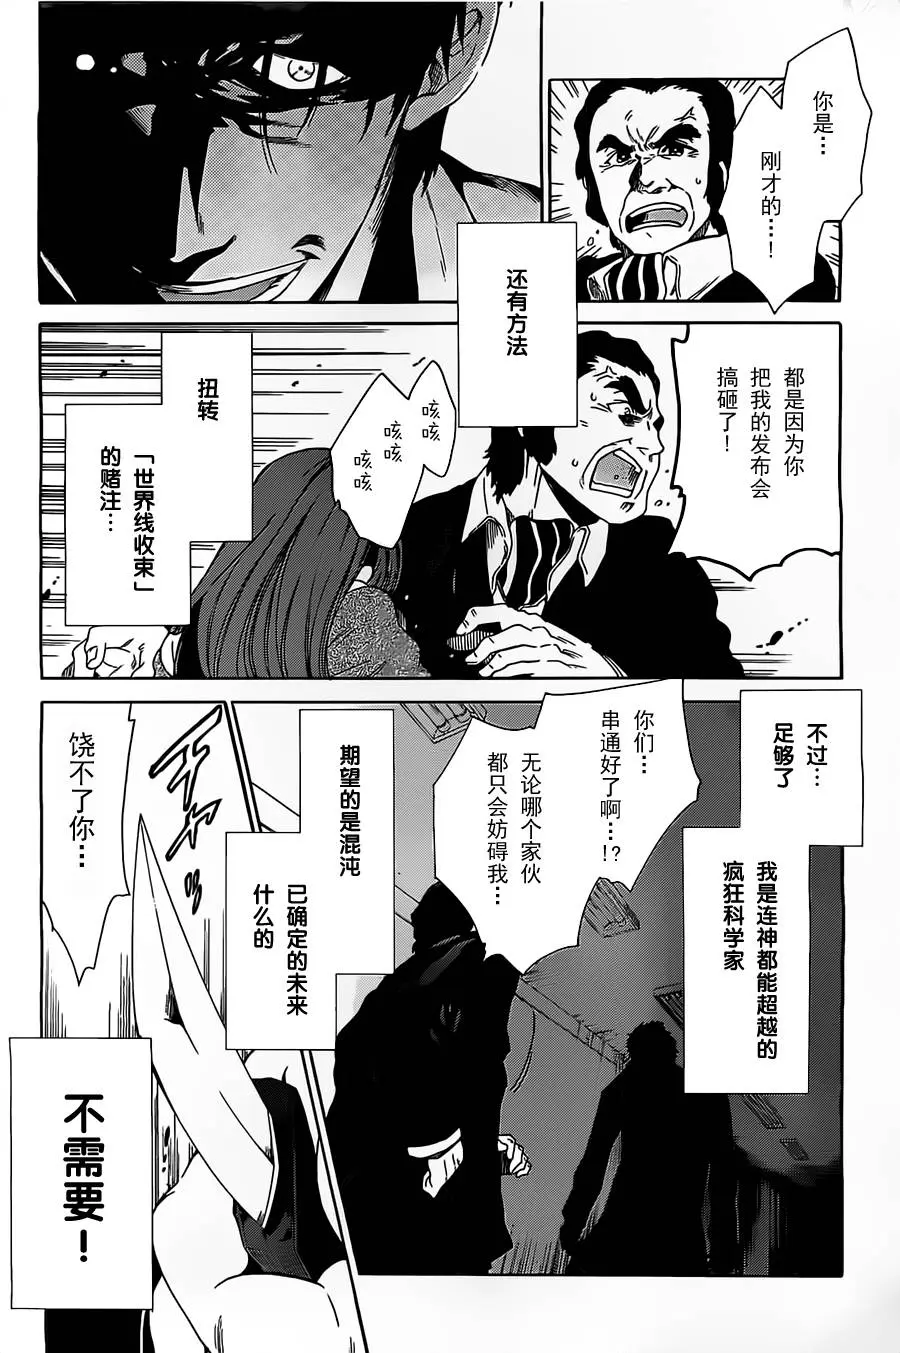 你是…
刚才的…!
还有方法
都是因为你
把我的发布会
搞砸了!
咳咳
咳咳
咳咳
扭转
「世界线收束」
的赌注…
不过…
足够了
我是连神都能超越的
疯狂科学家
你们…
串通好了啊…!?
无论哪个家伙
都只会妨碍我…
期望的是混沌
已确定的未来
什么的
饶不了你…
不需要!